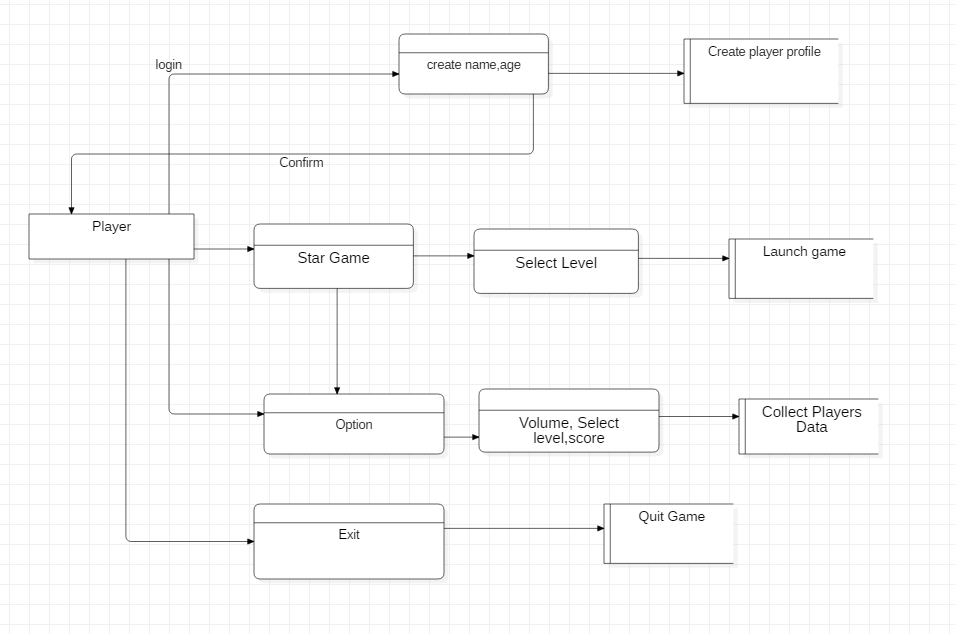 login
create name,age
Create player profile
Confirm
Player
Star Game
Select Level
Launch game
Option
Volume, Select
level,score
Collect Players
Data
Exit
Quit Game